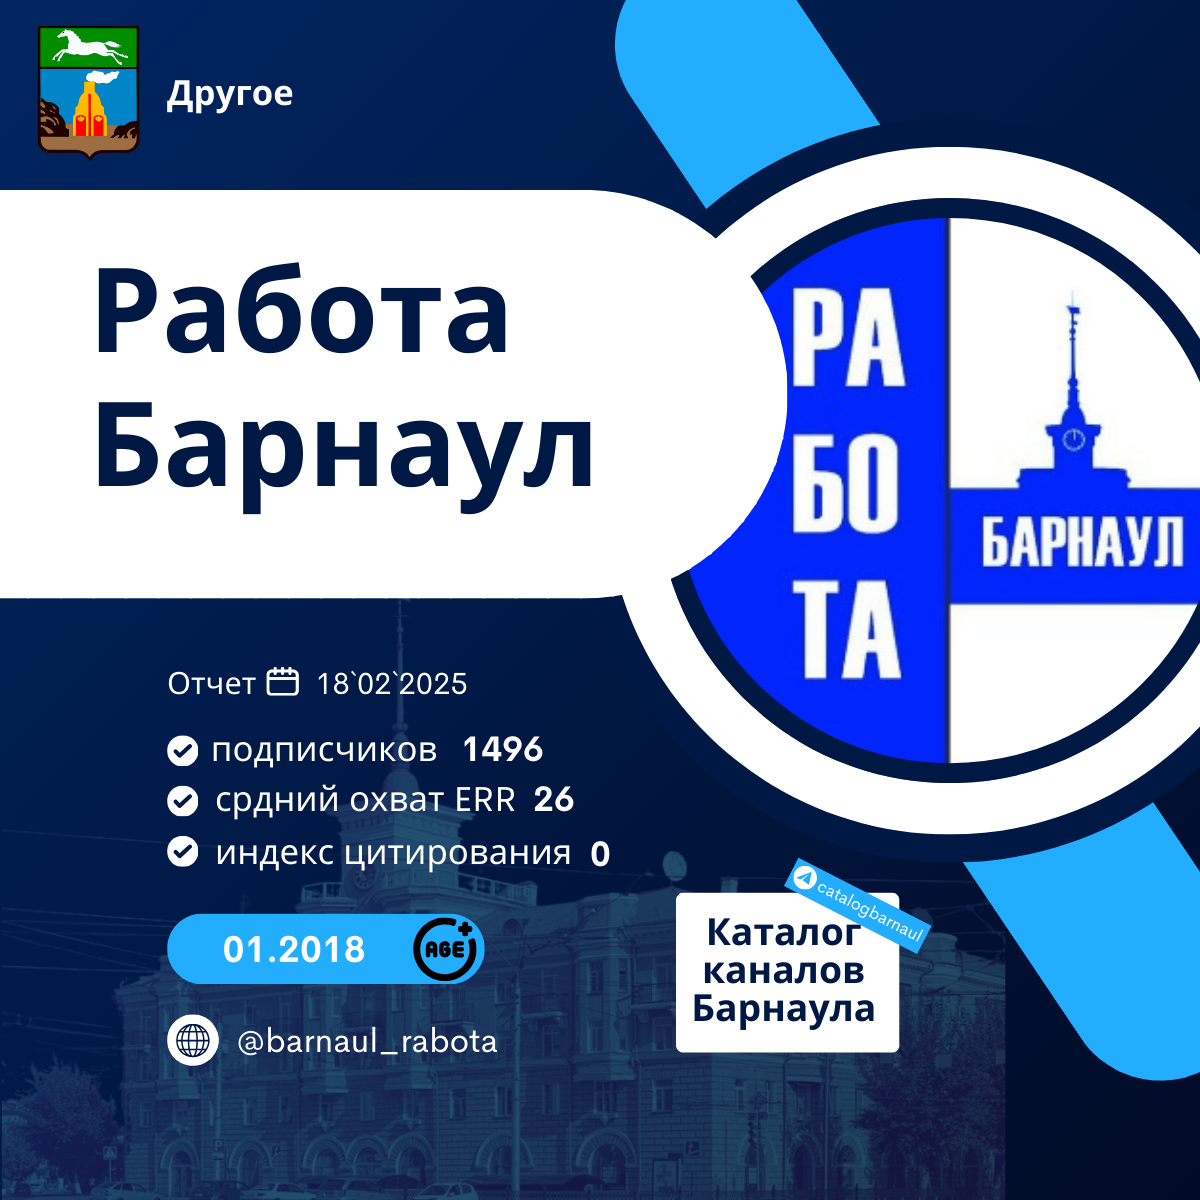 Другое
Работа
Барнаул
РА
БО
ТА
БАРНАУЛ
Отчет 18`02`2025
подписчиков 1496
срдний охват ERR 26
индекс цитирования 0
01.2018 AGE+
@barnaul_rabota
catalogbarnaul
Каталог
каналов
Барнаула